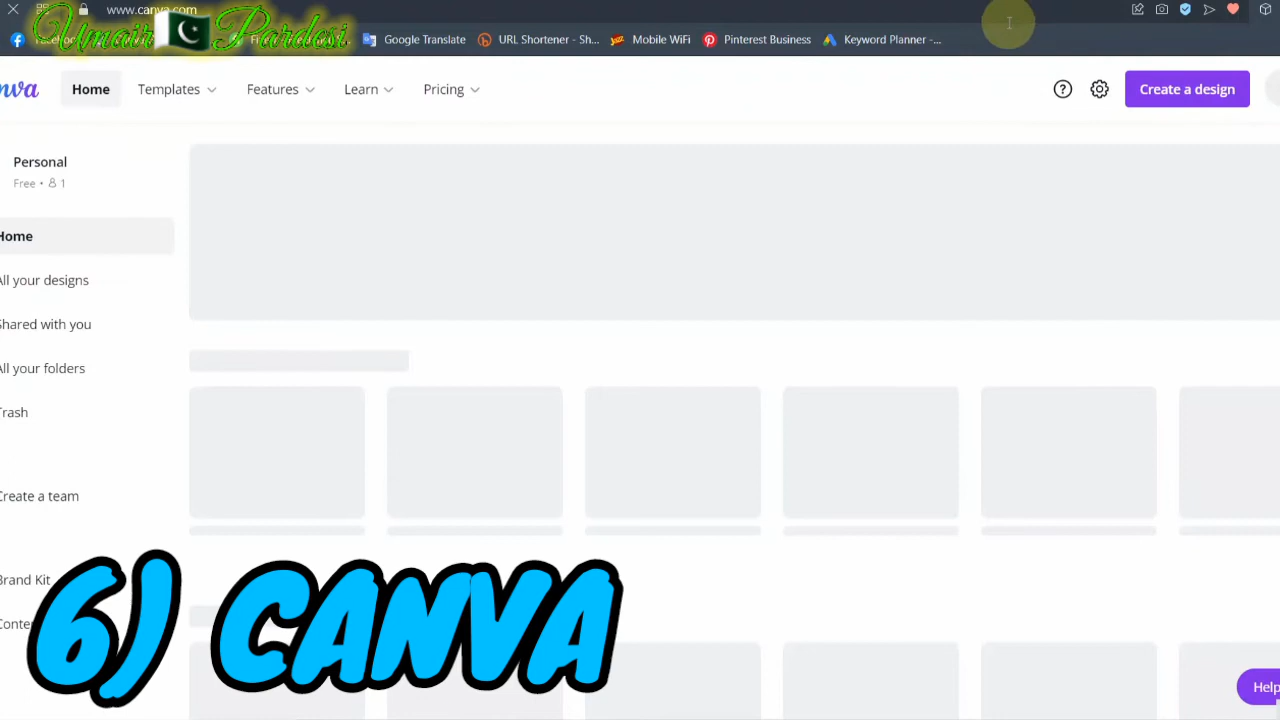 www.canva.com
Umair Pardesi
Google Translate
URL Shortener - Sh...
Mobile WiFi
Pinterest Business
Keyword Planner -...
nva
Home
Templates
Features
Learn
Pricing
Create a design
Personal
Free • 1
Home
All your designs
Shared with you
All your folders
Trash
Create a team
Brand Kit
Conte
6) CANVA
Help